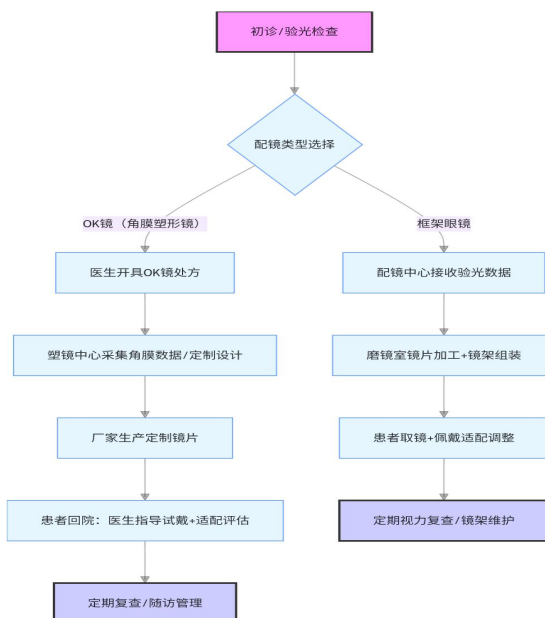 初诊/验光检查
配镜类型选择
OK镜（角膜塑形镜）
框架眼镜
医生开具OK镜处方
配镜中心接收验光数据
塑镜中心采集角膜数据/定制设计
磨镜室镜片加工+镜架组装
厂家生产定制镜片
患者取镜+佩戴适配调整
患者回院：医生指导试戴+适配评估
定期视力复查/镜架维护
定期复查/随访管理